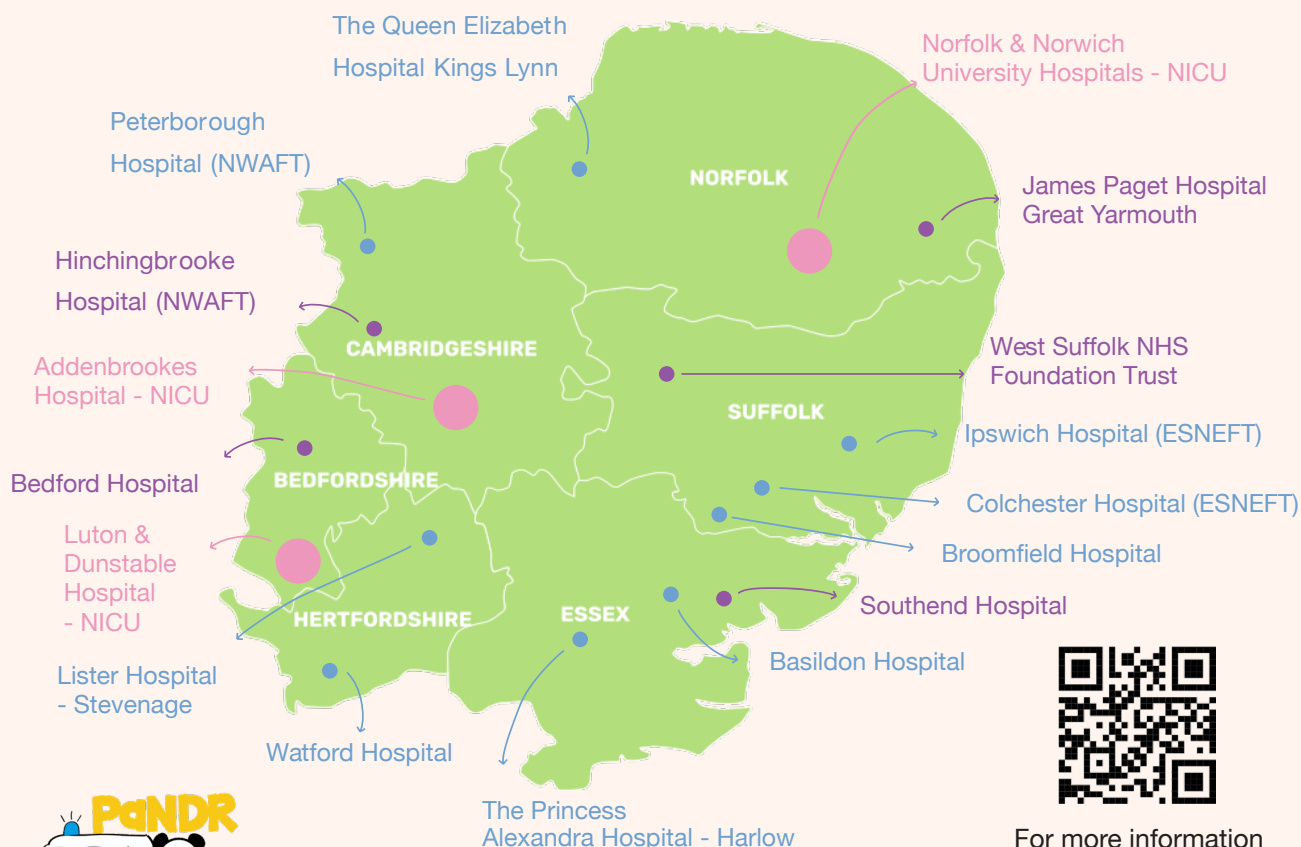 The Queen Elizabeth
Hospital Kings Lynn
Norfolk & Norwich
University Hospitals - NICU
Peterborough
Hospital (NWAFT)
NORFOLK
James Paget Hospital
Great Yarmouth
Hinchingbrooke
Hospital (NWAFT)
CAMBRIDGESHIRE
West Suffolk NHS
Foundation Trust
Addenbrookes
Hospital - NICU
SUFFOLK
Ipswich Hospital (ESNEFT)
Bedford Hospital
BEDFORDSHIRE
Colchester Hospital (ESNEFT)
Luton &
Dunstable
Hospital
- NICU
Broomfield Hospital
HERTFORDSHIRE
ESSEX
Southend Hospital
Lister Hospital
- Stevenage
Basildon Hospital
Watford Hospital
PaNDR
The Princess
Alexandra Hospital - Harlow
For more information